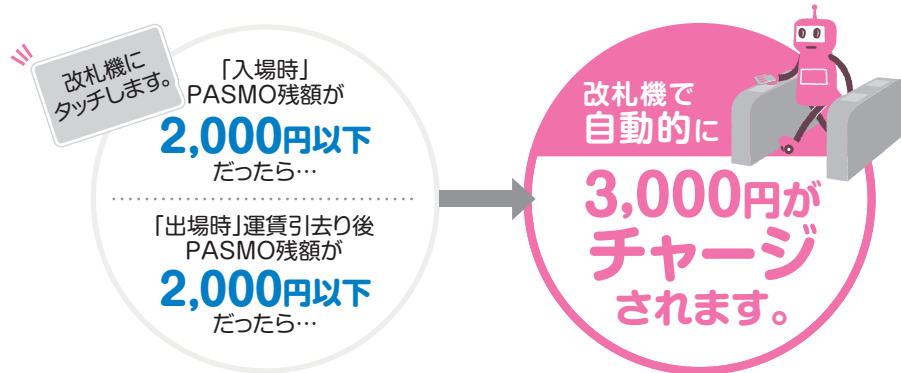 改札機に
タッチします。
「入場時」
PASMO残額が
2,000円以下
だったら…
「出場時」運賃引去り後
PASMO残額が
2,000円以下
だったら…
改札機で
自動的に
3,000円が
チャージ
されます。